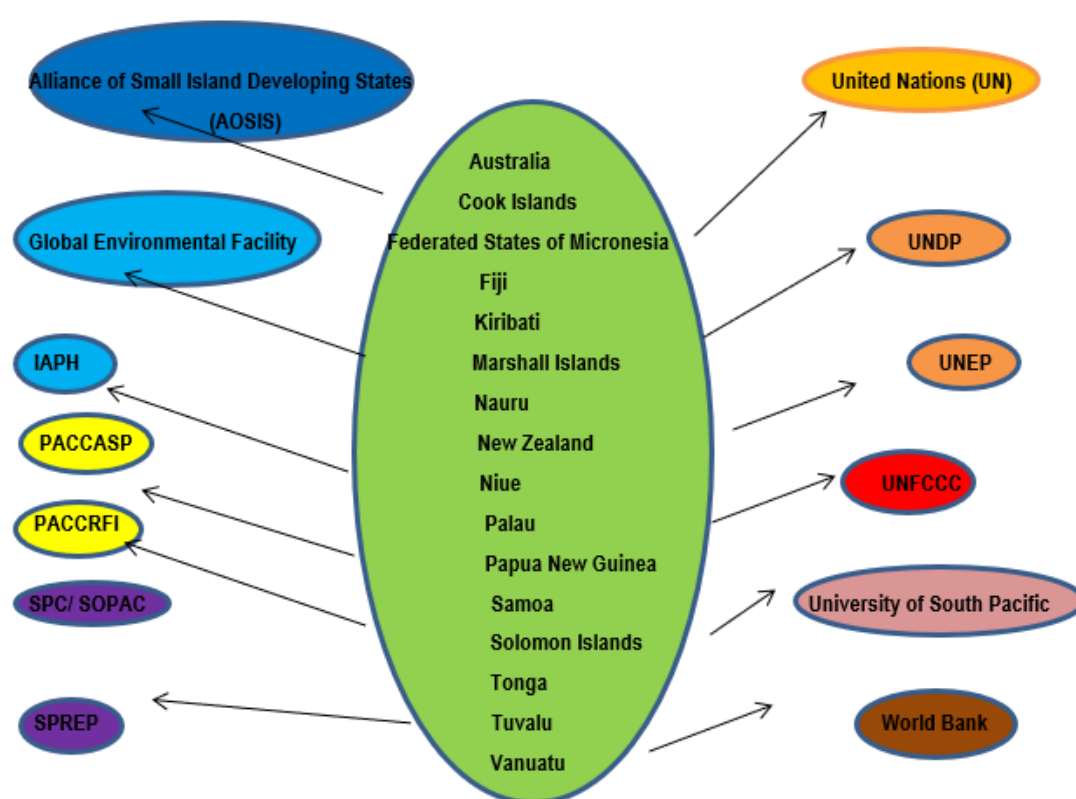 Alliance of Small Island Developing States
(AOSIS)
Global Environmental Facility
IAPH
PACCASP
PACCRFI
SPC/ SOPAC
SPREP
Australia
Cook Islands
Federated States of Micronesia
Fiji
Kiribati
Marshall Islands
Nauru
New Zealand
Niue
Palau
Papua New Guinea
Samoa
Solomon Islands
Tonga
Tuvalu
Vanuatu
United Nations (UN)
UNDP
UNEP
UNFCCC
University of South Pacific
World Bank